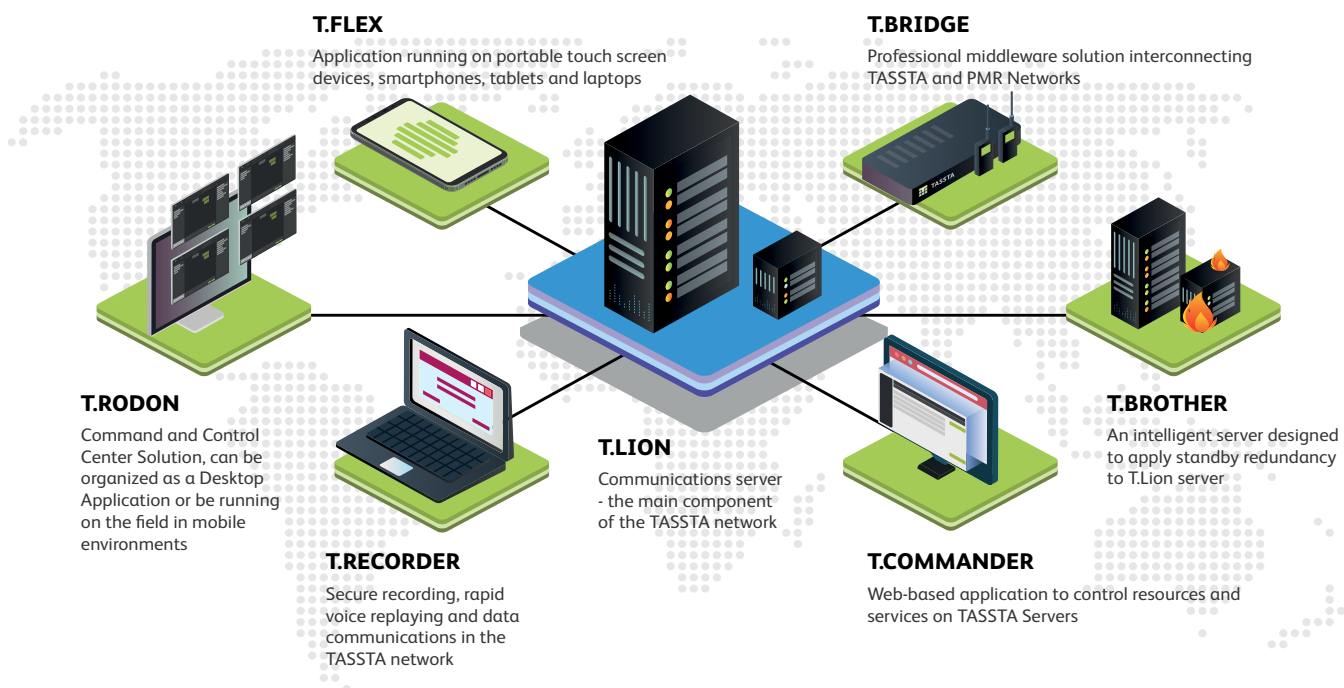 T.FLEX
Application running on portable touch screen
devices, smartphones, tablets and laptops
T.BRIDGE
Professional middleware solution interconnecting
TASSTA and PMR Networks
TASSTA
T.RODON
Command and Control
Center Solution, can be
organized as a Desktop
Application or be running
on the field in mobile
environments
T.RECORDER
Secure recording, rapid
voice replaying and data
communications in the
TASSTA network
T.LION
Communications server
- the main component
of the TASSTA network
T.COMMANDER
Web-based application to control resources and
services on TASSTA Servers
T.BROTHER
An intelligent server designed
to apply standby redundancy
to T.Lion server